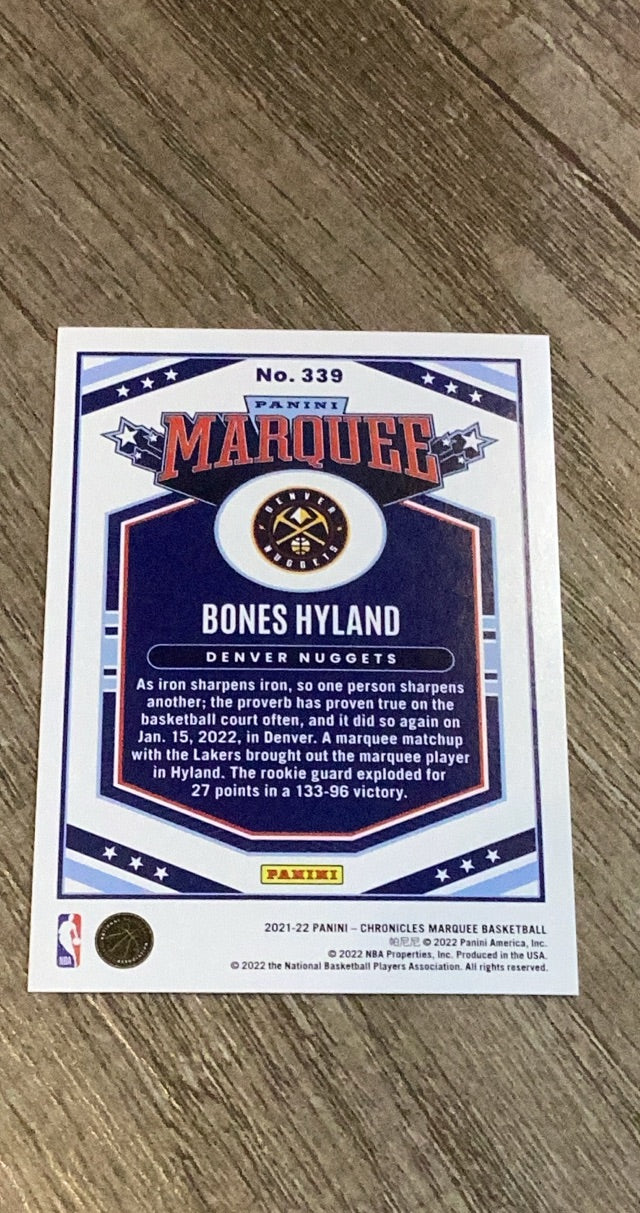 No. 339
PANINI
MARQUEE
DENVER
NUGGETS
BONES HYLAND
DENVER NUGGETS
As iron sharpens iron, so one person sharpens
another; the proverb has proven true on the
basketball court often, and it did so again on
Jan. 15, 2022, in Denver. A marquee matchup
with the Lakers brought out the marquee player
in Hyland. The rookie guard exploded for
27 points in a 133-96 victory.
PANINI
NBA
2021-22 PANINI – CHRONICLES MARQUEE BASKETBALL
帕尼尼 © 2022 Panini America, Inc.
© 2022 NBA Properties, Inc. Produced in the USA.
© 2022 the National Basketball Players Association. All rights reserved.